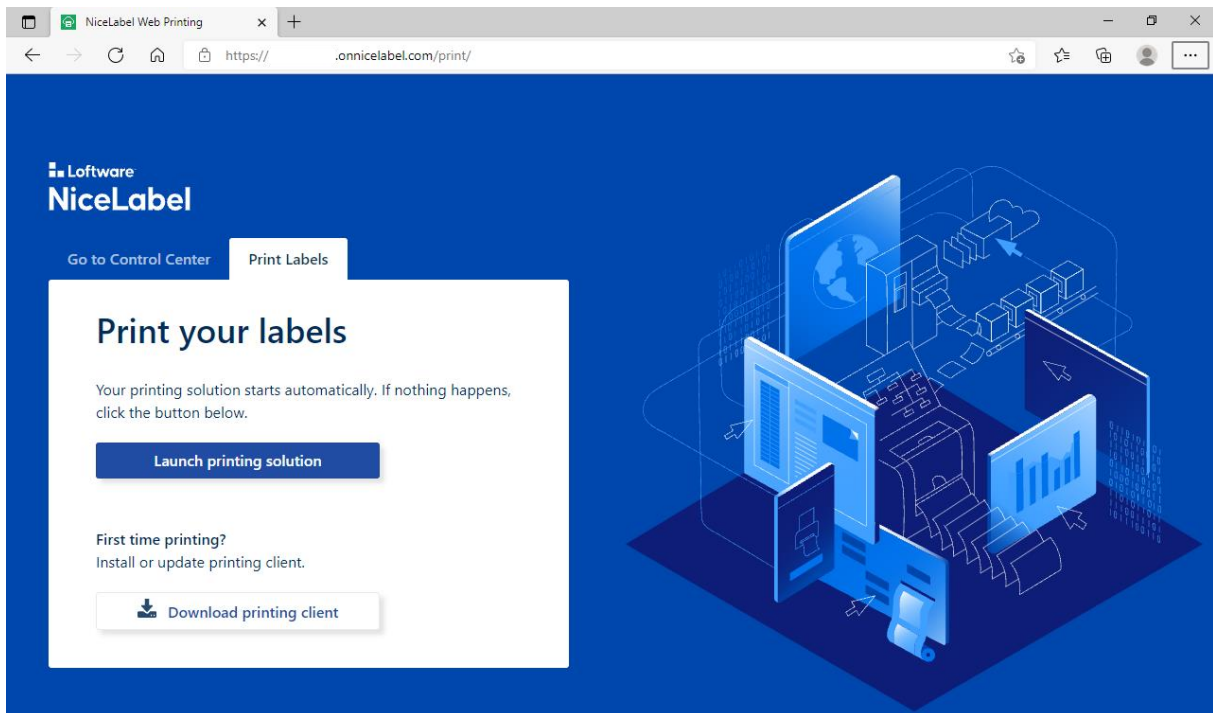 NiceLabel Web Printing
https:// .onnicelabel.com/print/
Loftware
NiceLabel
Go to Control Center Print Labels
Print your labels
Your printing solution starts automatically. If nothing happens,
click the button below.
Launch printing solution
First time printing?
Install or update printing client.
Download printing client